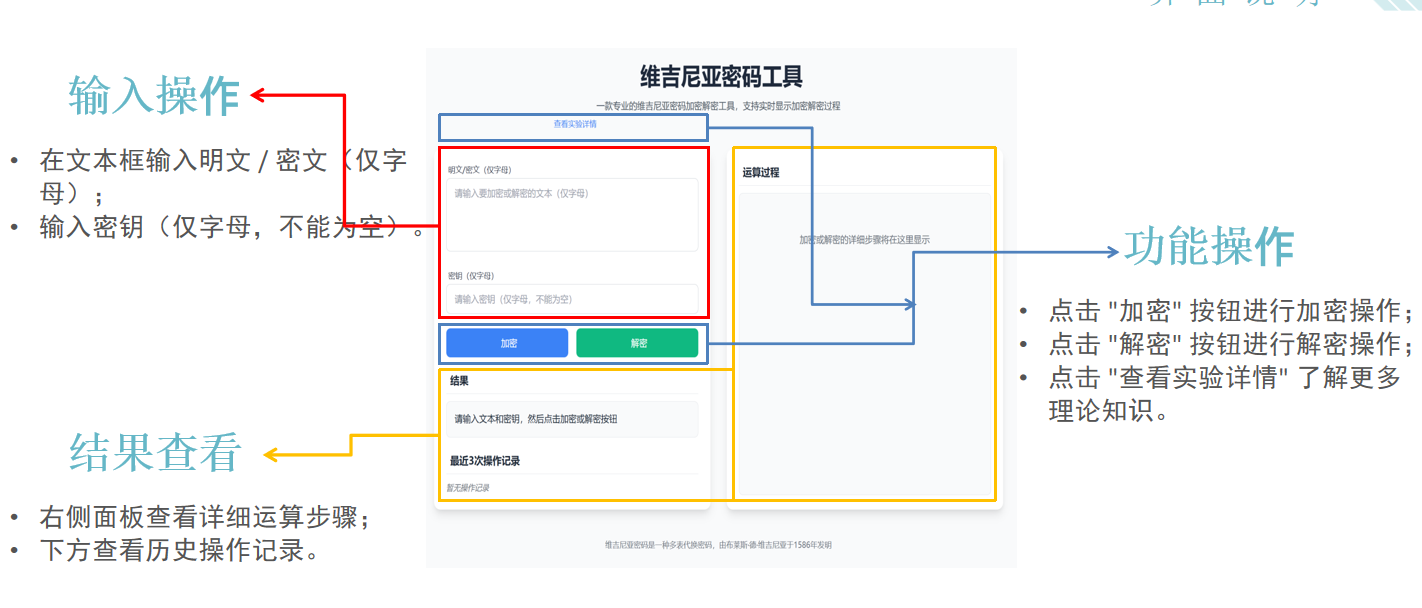 界面说明
输入操作
• 在文本框输入明文 / 密文（仅字
母）；
• 输入密钥（仅字母，不能为空）。
结果查看
• 右侧面板查看详细运算步骤；
• 下方查看历史操作记录。
维吉尼亚密码工具
一款专业的维吉尼亚密码加密解密工具，支持实时显示加密解密过程
查看实验详情
明文/密文（仅字母）
请输入要加密或解密的文本（仅字母）
密钥（仅字母）
请输入密钥（仅字母，不能为空）
加密
解密
结果
请输入文本和密钥，然后点击加密或解密按钮
最近3次操作记录
暂无操作记录
运算过程
加密或解密的详细步骤将在这里显示
维吉尼亚密码是一种多表代换密码，由布莱斯·德·维吉尼亚于1586年发明
功能操作
• 点击 "加密" 按钮进行加密操作；
• 点击 "解密" 按钮进行解密操作；
• 点击 "查看实验详情" 了解更多
理论知识。